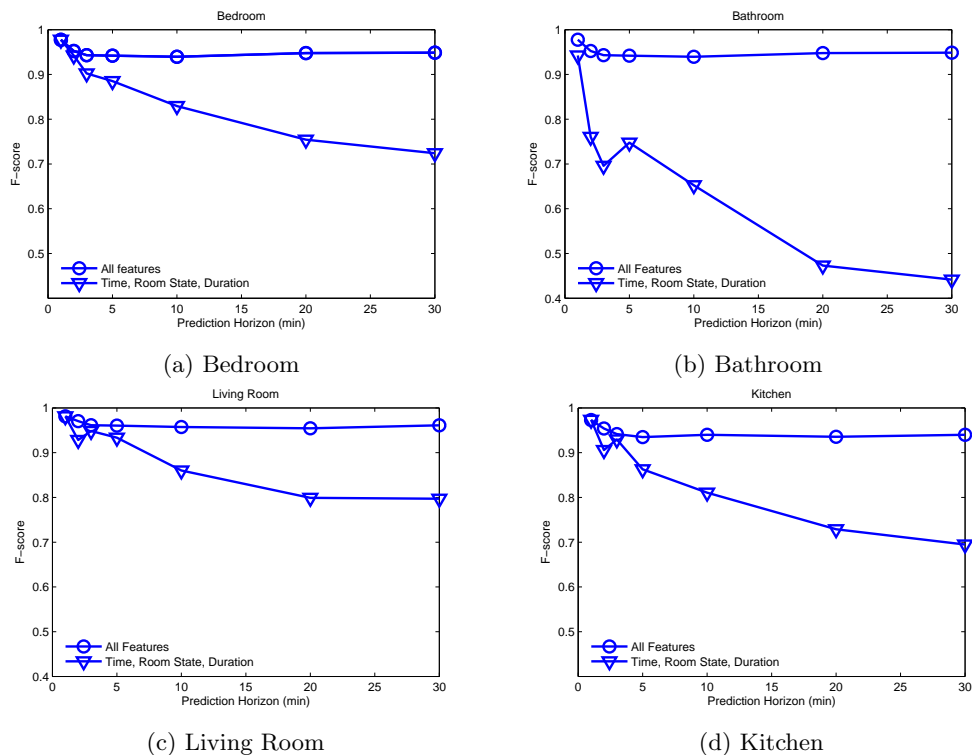 Bedroom
1
0.9
0.8
0.7
0.6
0.5
F−score
All features
Time, Room State, Duration
0 5 10 15 20 25 30
Prediction Horizon (min)
(a) Bedroom
Bathroom
1
0.9
0.8
0.7
0.6
0.5
0.4
F−score
All Features
Time, Room State, Duration
0 5 10 15 20 25 30
Prediction Horizon (min)
(b) Bathroom
Living Room
1
0.9
0.8
0.7
0.6
0.5
0.4
F−score
All Features
Time, Room State, Duration
0 5 10 15 20 25 30
Prediction Horizon (min)
(c) Living Room
Kitchen
1
0.9
0.8
0.7
0.6
0.5
F−score
All Features
Time, Room State, Duration
0 5 10 15 20 25 30
Prediction Horizon (min)
(d) Kitchen